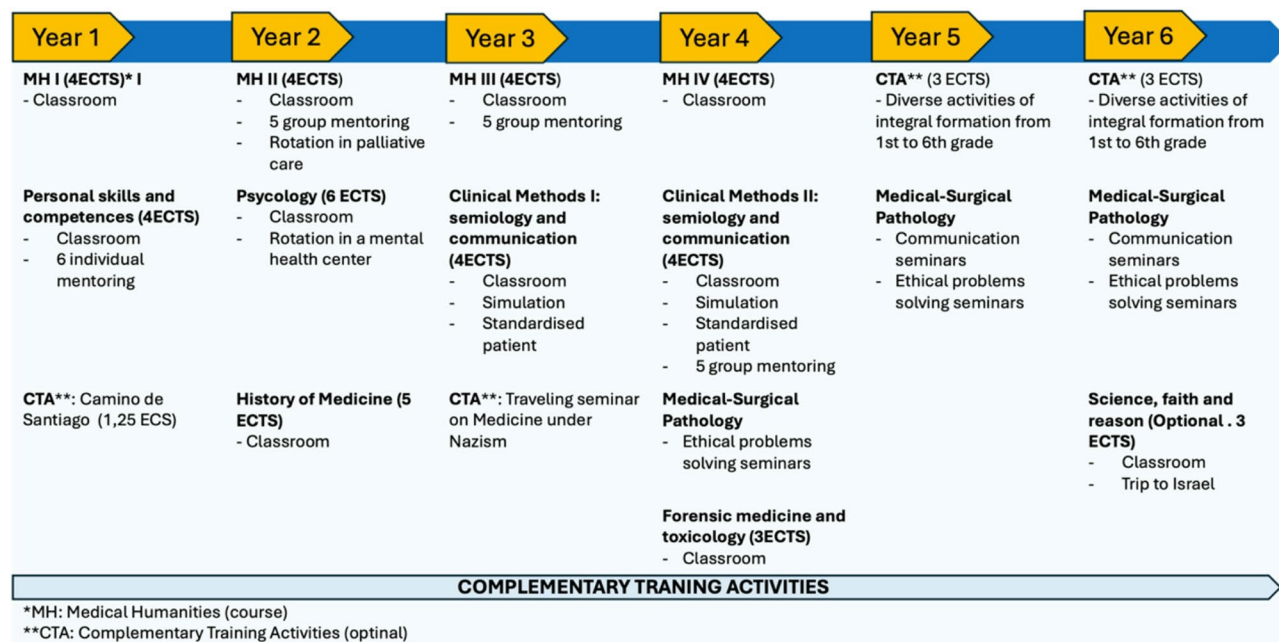 Year 1
Year 2
Year 3
Year 4
Year 5
Year 6
MH I (4ECTS)* I
- Classroom
Personal skills and
competences (4ECTS)
- Classroom
- 6 individual
mentoring
CTA**: Camino de
Santiago (1,25 ECS)
MH II (4ECTS)
- Classroom
- 5 group mentoring
- Rotation in palliative
care
Psycology (6 ECTS)
- Classroom
- Rotation in a mental
health center
History of Medicine (5
ECTS)
- Classroom
MH III (4ECTS)
- Classroom
- 5 group mentoring
Clinical Methods I:
semiology and
communication
(4ECTS)
- Classroom
- Simulation
- Standardised
patient
CTA**: Traveling seminar
on Medicine under
Nazism
MH IV (4ECTS)
- Classroom
Clinical Methods II:
semiology and
communication
(4ECTS)
- Classroom
- Simulation
- Standardised
patient
- 5 group mentoring
Medical-Surgical
Pathology
- Ethical problems
solving seminars
Forensic medicine and
toxicology (3ECTS)
- Classroom
CTA** (3 ECTS)
- Diverse activities of
integral formation from
1st to 6th grade
Medical-Surgical
Pathology
- Communication
seminars
- Ethical problems
solving seminars
CTA** (3 ECTS)
- Diverse activities of
integral formation from
1st to 6th grade
Medical-Surgical
Pathology
- Communication
seminars
- Ethical problems
solving seminars
Science, faith and
reason (Optional . 3
ECTS)
- Classroom
- Trip to Israel
COMPLEMENTARY TRANING ACTIVITIES
*MH: Medical Humanities (course)
**CTA: Complementary Training Activities (optinal)